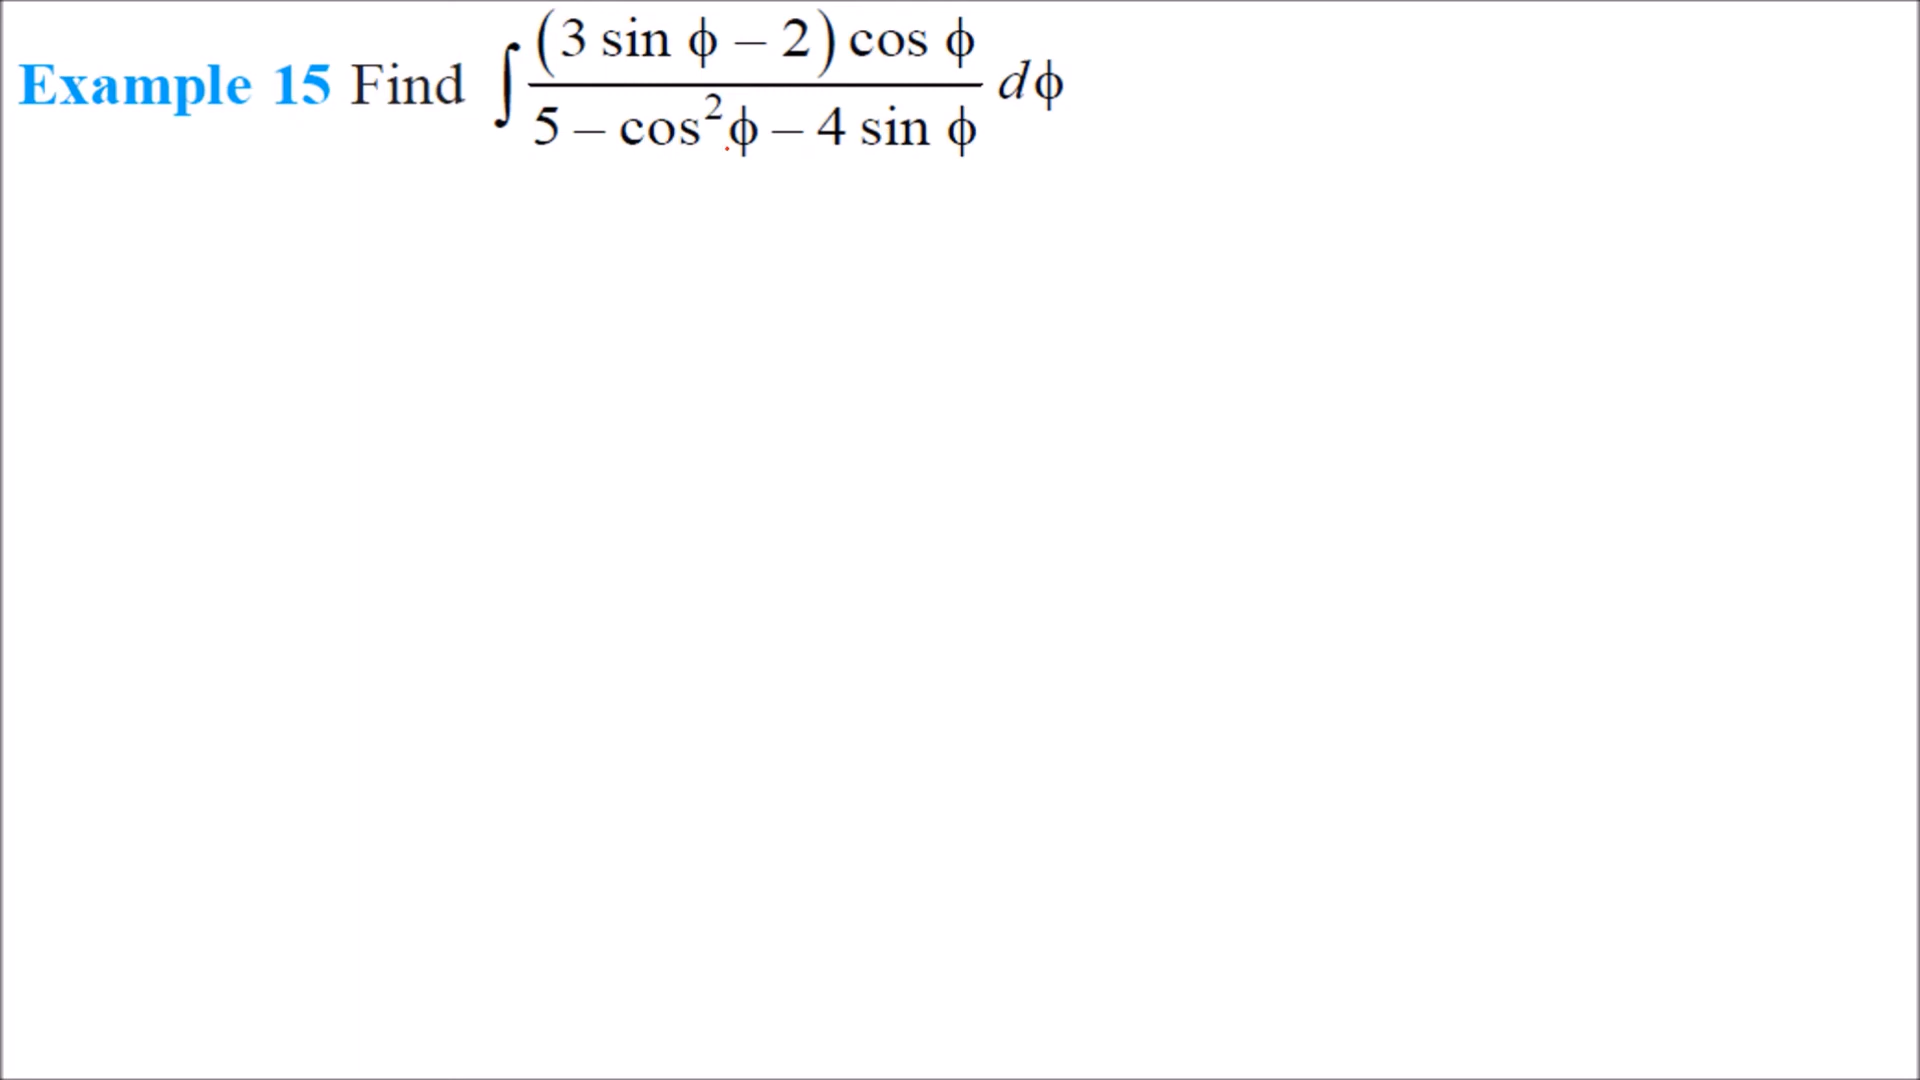 Example 15 Find ∫ (3 sin ϕ – 2) cos ϕ / 5 – cos²ϕ – 4 sin ϕ dϕ